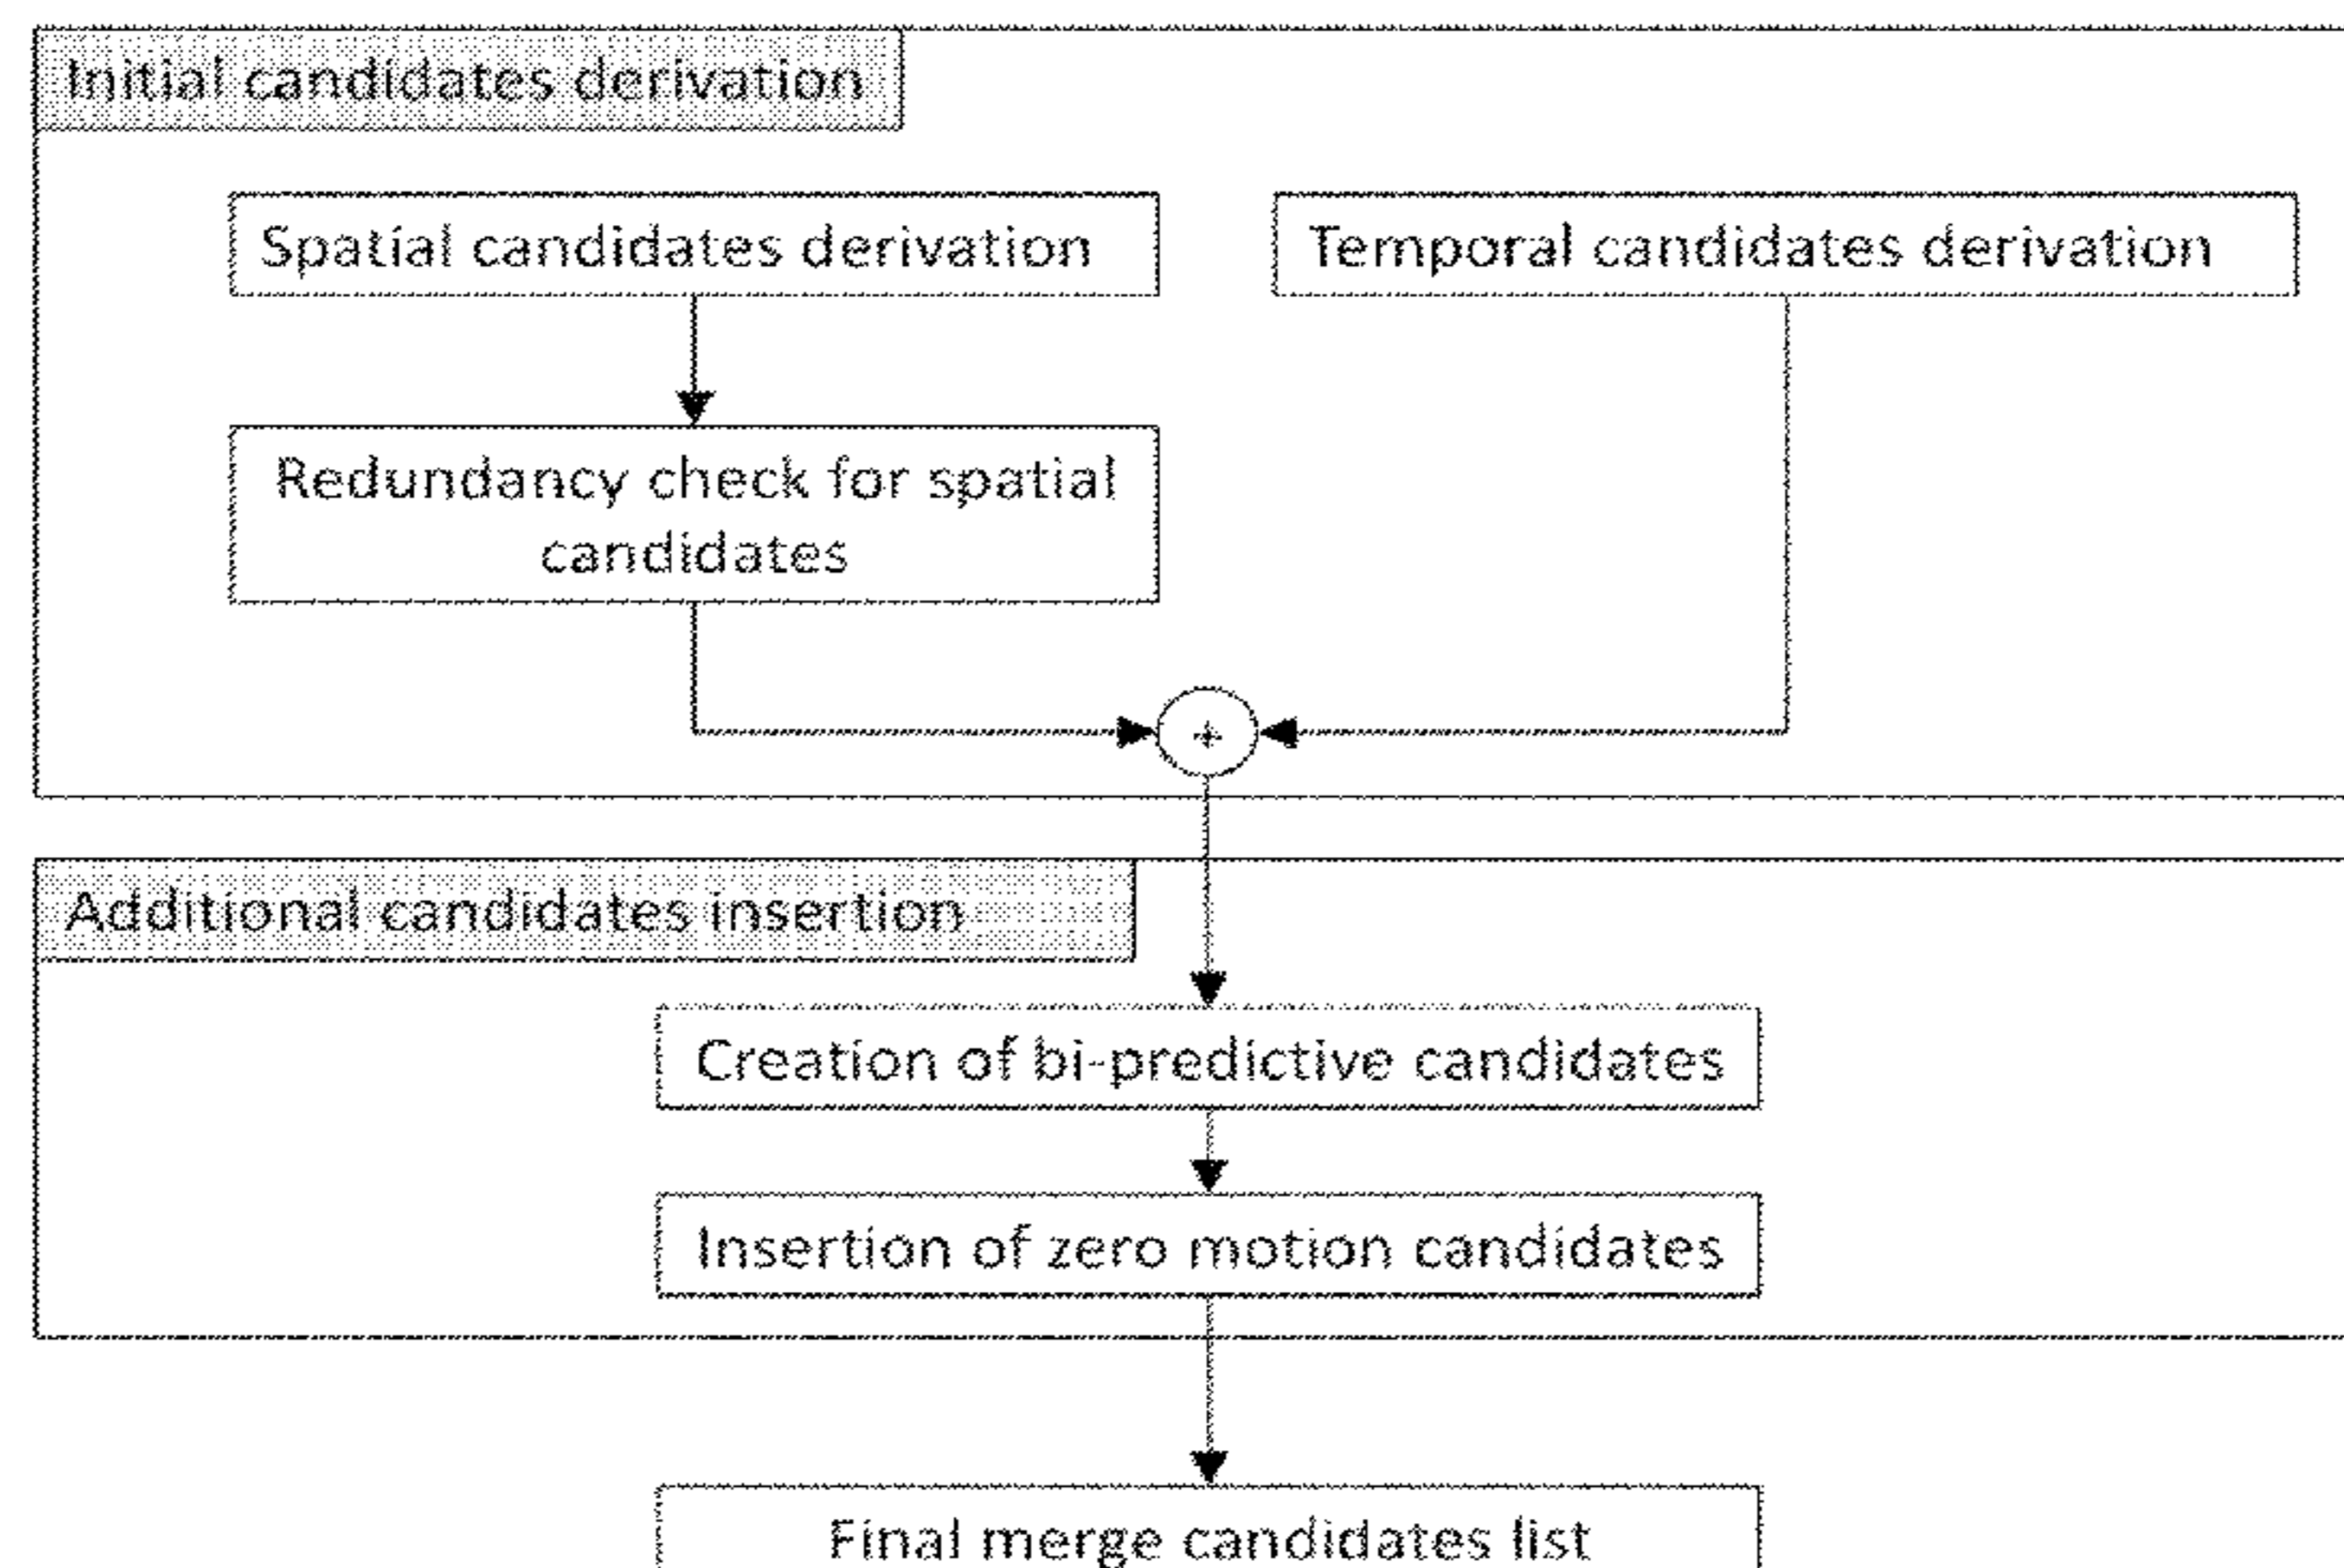 Initial candidates derivation
Spatial candidates derivation
Temporal candidates derivation
Redundancy check for spatial
candidates
+
Additional candidates insertion
Creation of bi-predictive candidates
Insertion of zero motion candidates
Final merge candidates list